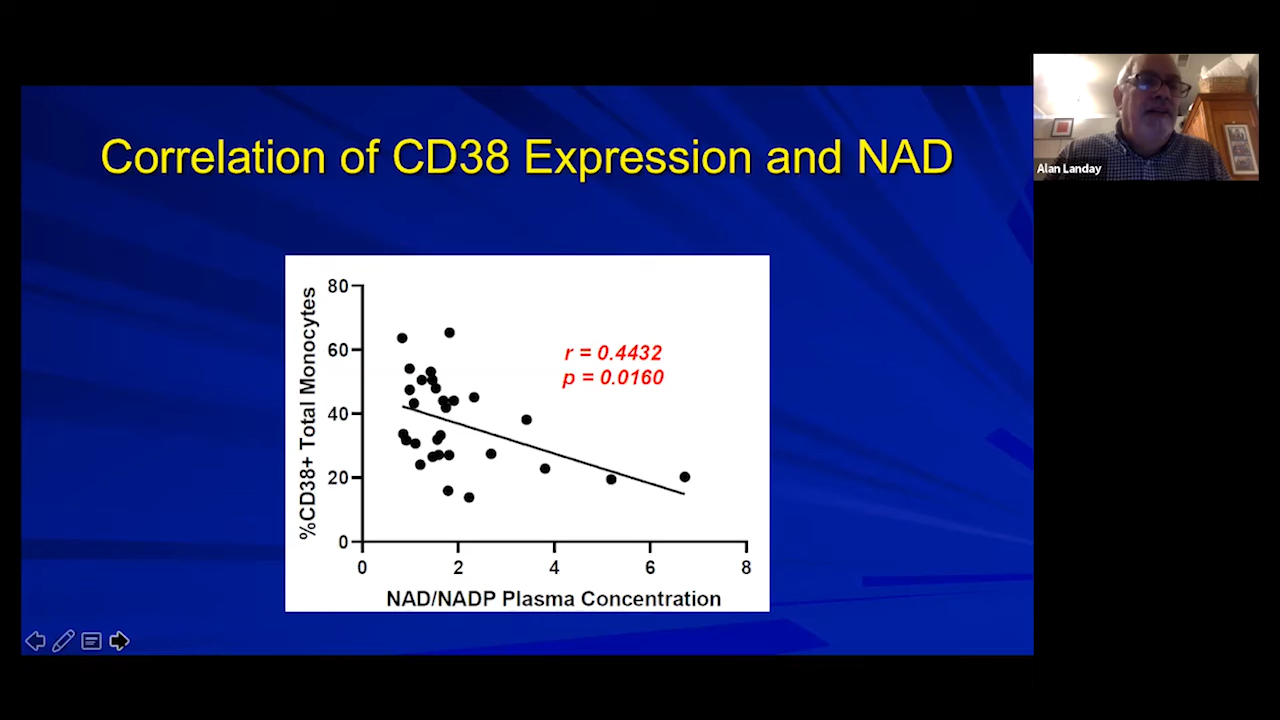 Correlation of CD38 Expression and NAD
Alan Landay
%CD38+ Total Monocytes
80
60
40
20
0
r = 0.4432
p = 0.0160
0 2 4 6 8
NAD/NADP Plasma Concentration